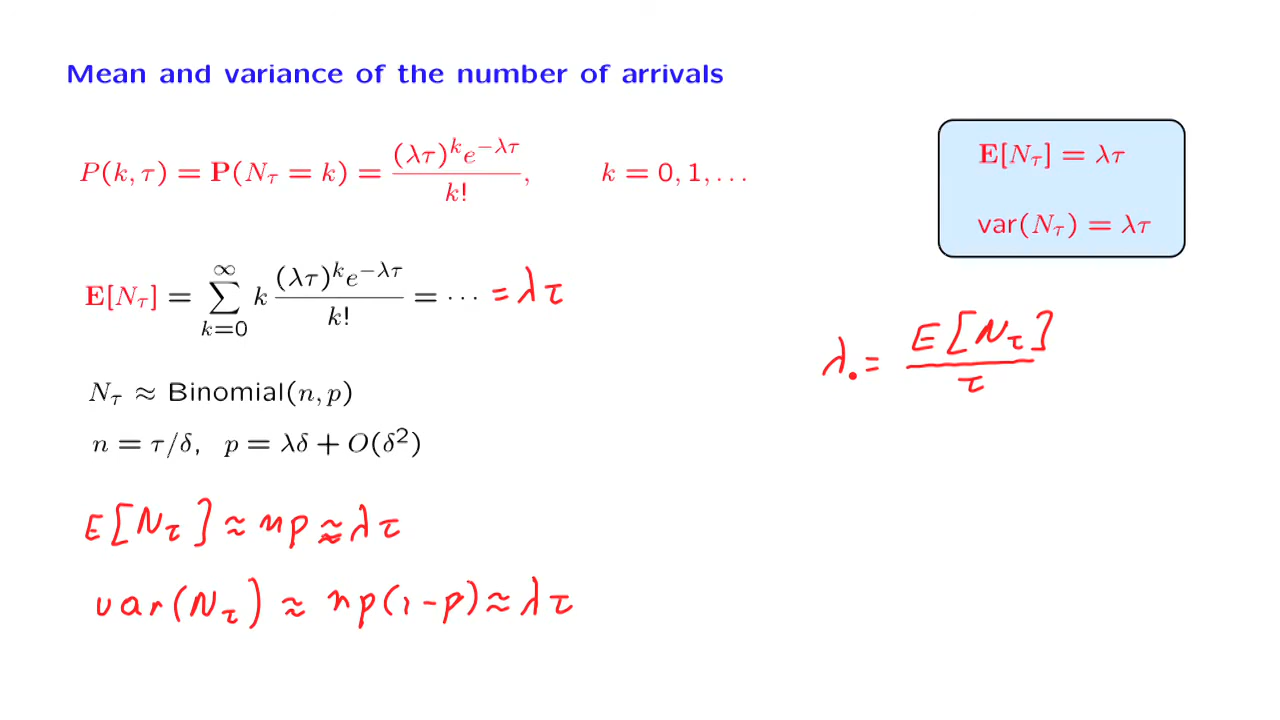 Mean and variance of the number of arrivals
P(k, τ) = P(N_τ = k) = (λτ)^k e^{−λτ} / k!,   k = 0, 1, …
E[N_τ] = ∑_{k=0}^{∞} k (λτ)^k e^{−λτ} / k! = ⋯ = λτ
N_τ ≈ Binomial(n, p)
n = τ/δ,  p = λδ + O(δ²)
E[N_τ] ≈ np ≈ λτ
var(N_τ) ≈ np(1−p) ≈ λτ
E[N_τ] = λτ
var(N_τ) = λτ
λ = E[N_τ] / τ